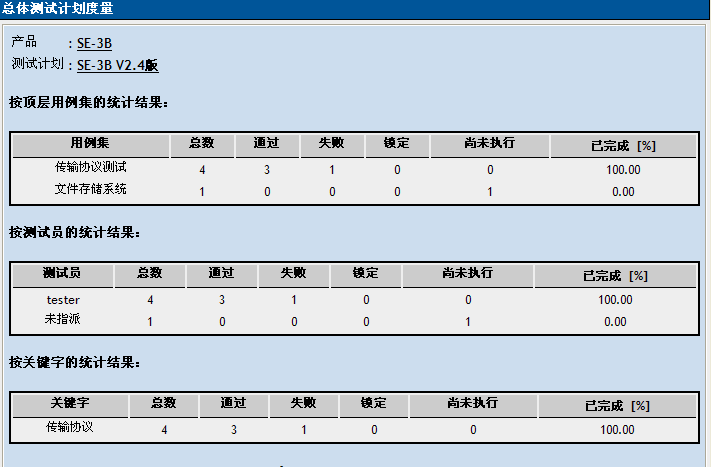 总体测试计划度量
产品 : SE-3B
测试计划 : SE-3B V2.4版
按顶层用例集的统计结果:
用例集 总数 通过 失败 锁定 尚未执行 已完成 [%]
传输协议测试 4 3 1 0 0 100.00
文件存储系统 1 0 0 0 1 0.00
按测试员的统计结果:
测试员 总数 通过 失败 锁定 尚未执行 已完成 [%]
tester 4 3 1 0 0 100.00
未指派 1 0 0 0 1 0.00
按关键字的统计结果:
关键字 总数 通过 失败 锁定 尚未执行 已完成 [%]
传输协议 4 3 1 0 0 100.00